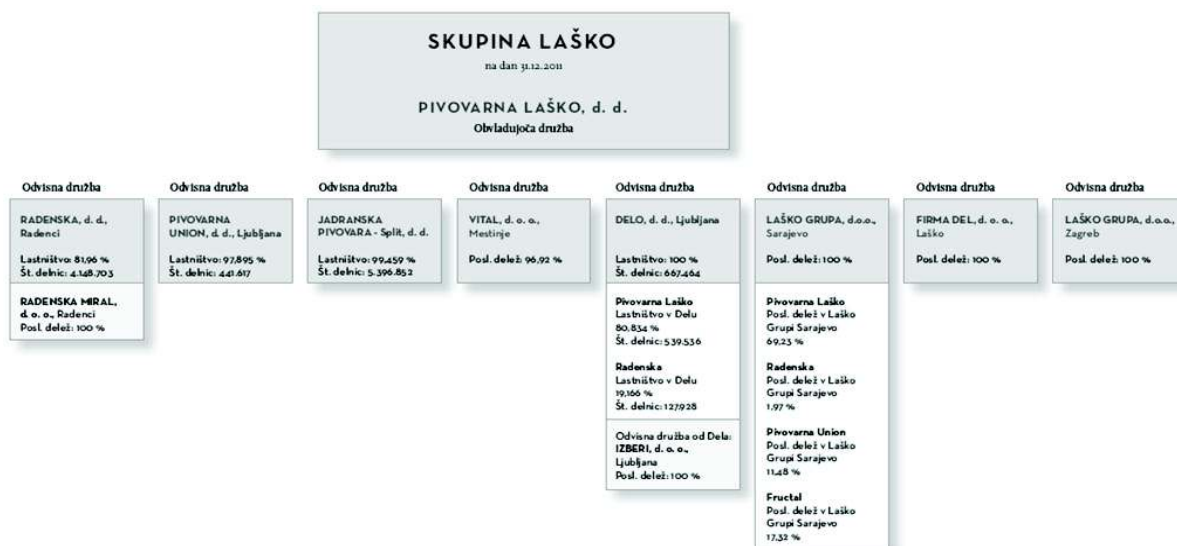 SKUPINA LAŠKO
na dan 31.12.2011
PIVOVARNA LAŠKO, d. d.
Obvladujoča družba
Odvisna družba
RADENSKA, d. d.,
Radenci
Lastništvo: 81,96 %
Št. delnic: 4.148.703
RADENSKA MIRAL,
d. o. o., Radenci
Posl. delež: 100 %
Odvisna družba
PIVOVARNA
UNION, d. d., Ljubljana
Lastništvo: 97,895 %
Št. delnic: 441.617
Odvisna družba
JADRANSKA
PIVOVARA - Split, d. d.
Lastništvo: 99,459 %
Št. delnic: 5.396.852
Odvisna družba
VITAL, d. o. o.,
Mestinje
Posl. delež: 96,92 %
Odvisna družba
DELO, d. d., Ljubljana
Lastništvo: 100 %
Št. delnic: 667.464
Pivovarna Laško
Lastništvo v Delu
80,834 %
Št. delnic: 539.536
Radenska
Lastništvo v Delu
19,166 %
Št. delnic: 127.928
Odvisna družba od Dela:
IZBERI, d. o. o.,
Ljubljana
Posl. delež: 100 %
Odvisna družba
LAŠKO GRUPA, d.o.o.,
Sarajevo
Posl. delež: 100 %
Pivovarna Laško
Posl. delež v Laško
Grupi Sarajevo
69,23 %
Radenska
Posl. delež v Laško
Grupi Sarajevo
1,97 %
Pivovarna Union
Posl. delež v Laško
Grupi Sarajevo
11,48 %
Fructal
Posl. delež v Laško
Grupi Sarajevo
17,32 %
Odvisna družba
FIRMA DEL, d. o. o.,
Laško
Posl. delež: 100 %
Odvisna družba
LAŠKO GRUPA, d.o.o.,
Zagreb
Posl. delež: 100 %